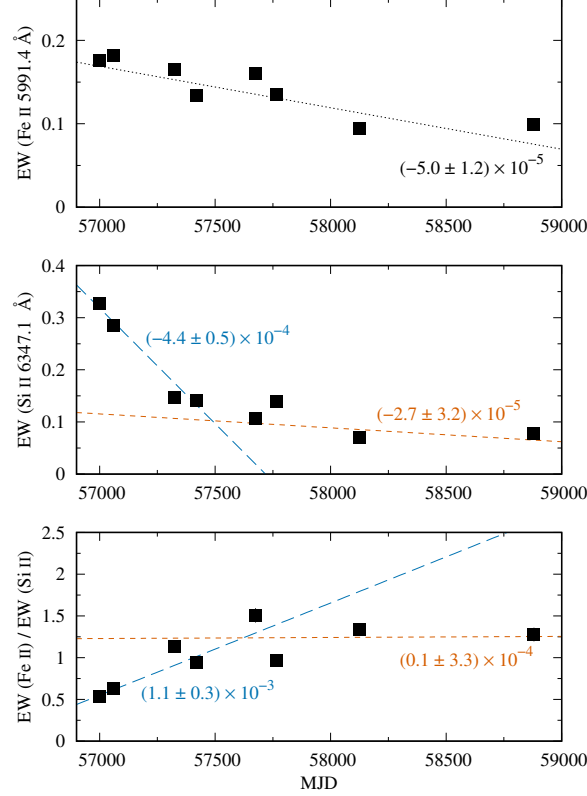 EW (Fe II 5991.4 Å)
0.2
0.1
0
(−5.0 ± 1.2) × 10⁻⁵
57000 57500 58000 58500 59000
EW (Si II 6347.1 Å)
0.4
0.3
0.2
0.1
0
(−4.4 ± 0.5) × 10⁻⁴
(−2.7 ± 3.2) × 10⁻⁵
57000 57500 58000 58500 59000
EW (Fe II) / EW (Si II)
2.5
2
1.5
1
0.5
0
(0.1 ± 3.3) × 10⁻⁴
(1.1 ± 0.3) × 10⁻³
57000 57500 58000 58500 59000
MJD